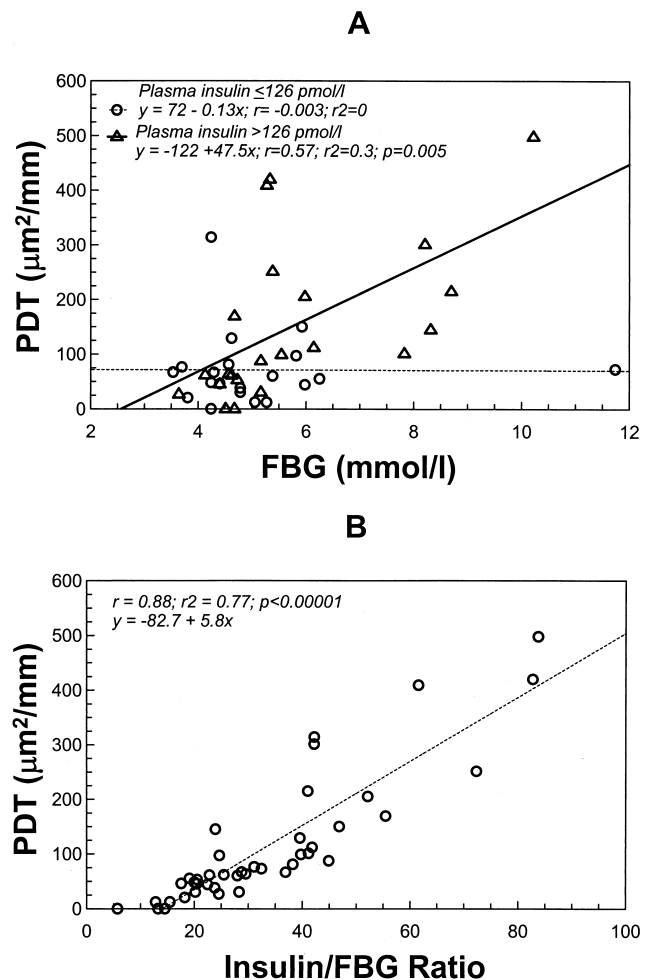 A
Plasma insulin ≤126 pmol/l
y = 72 - 0.13x; r= -0.003; r2=0
Plasma insulin >126 pmol/l
y = -122 +47.5x; r=0.57; r2=0.3; p=0.005
PDT (µm²/mm)
600
500
400
300
200
100
0
2 4 6 8 10 12
FBG (mmol/l)
B
r = 0.88; r2 = 0.77; p<0.00001
y = -82.7 + 5.8x
PDT (µm²/mm)
600
500
400
300
200
100
0
0 20 40 60 80 100
Insulin/FBG Ratio